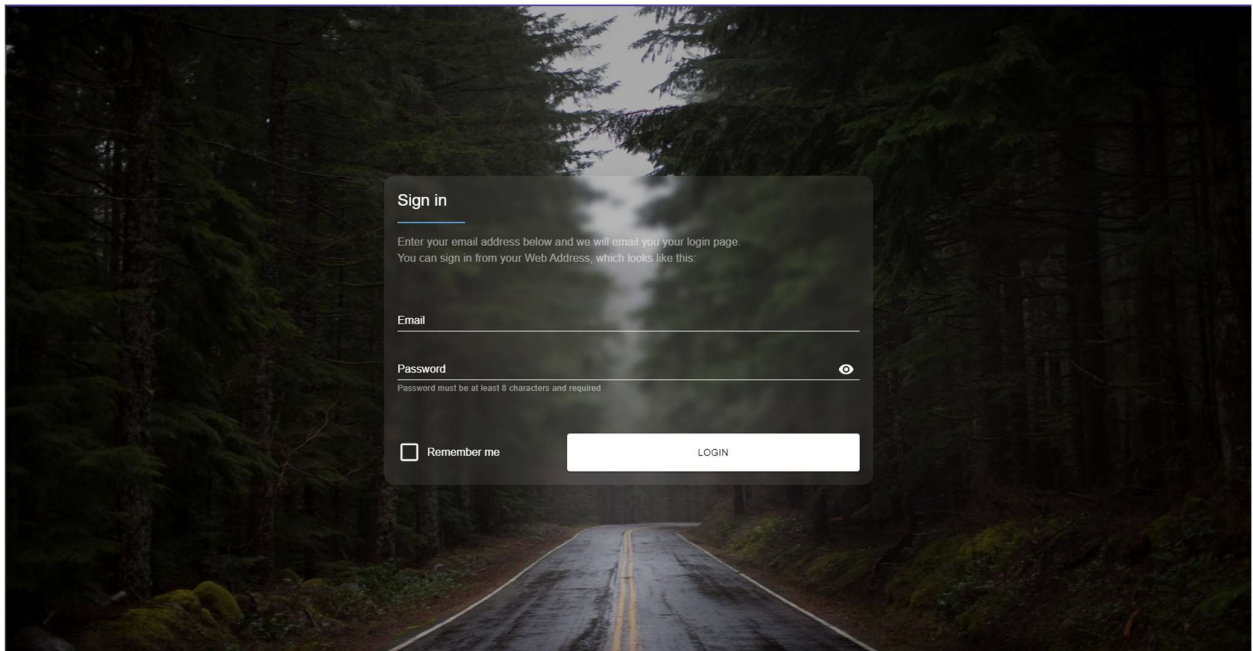 Sign in
Enter your email address below and we will email you your login page.
You can sign in from your Web Address, which looks like this:
Email
Password
Password must be at least 8 characters and required
Remember me
LOGIN